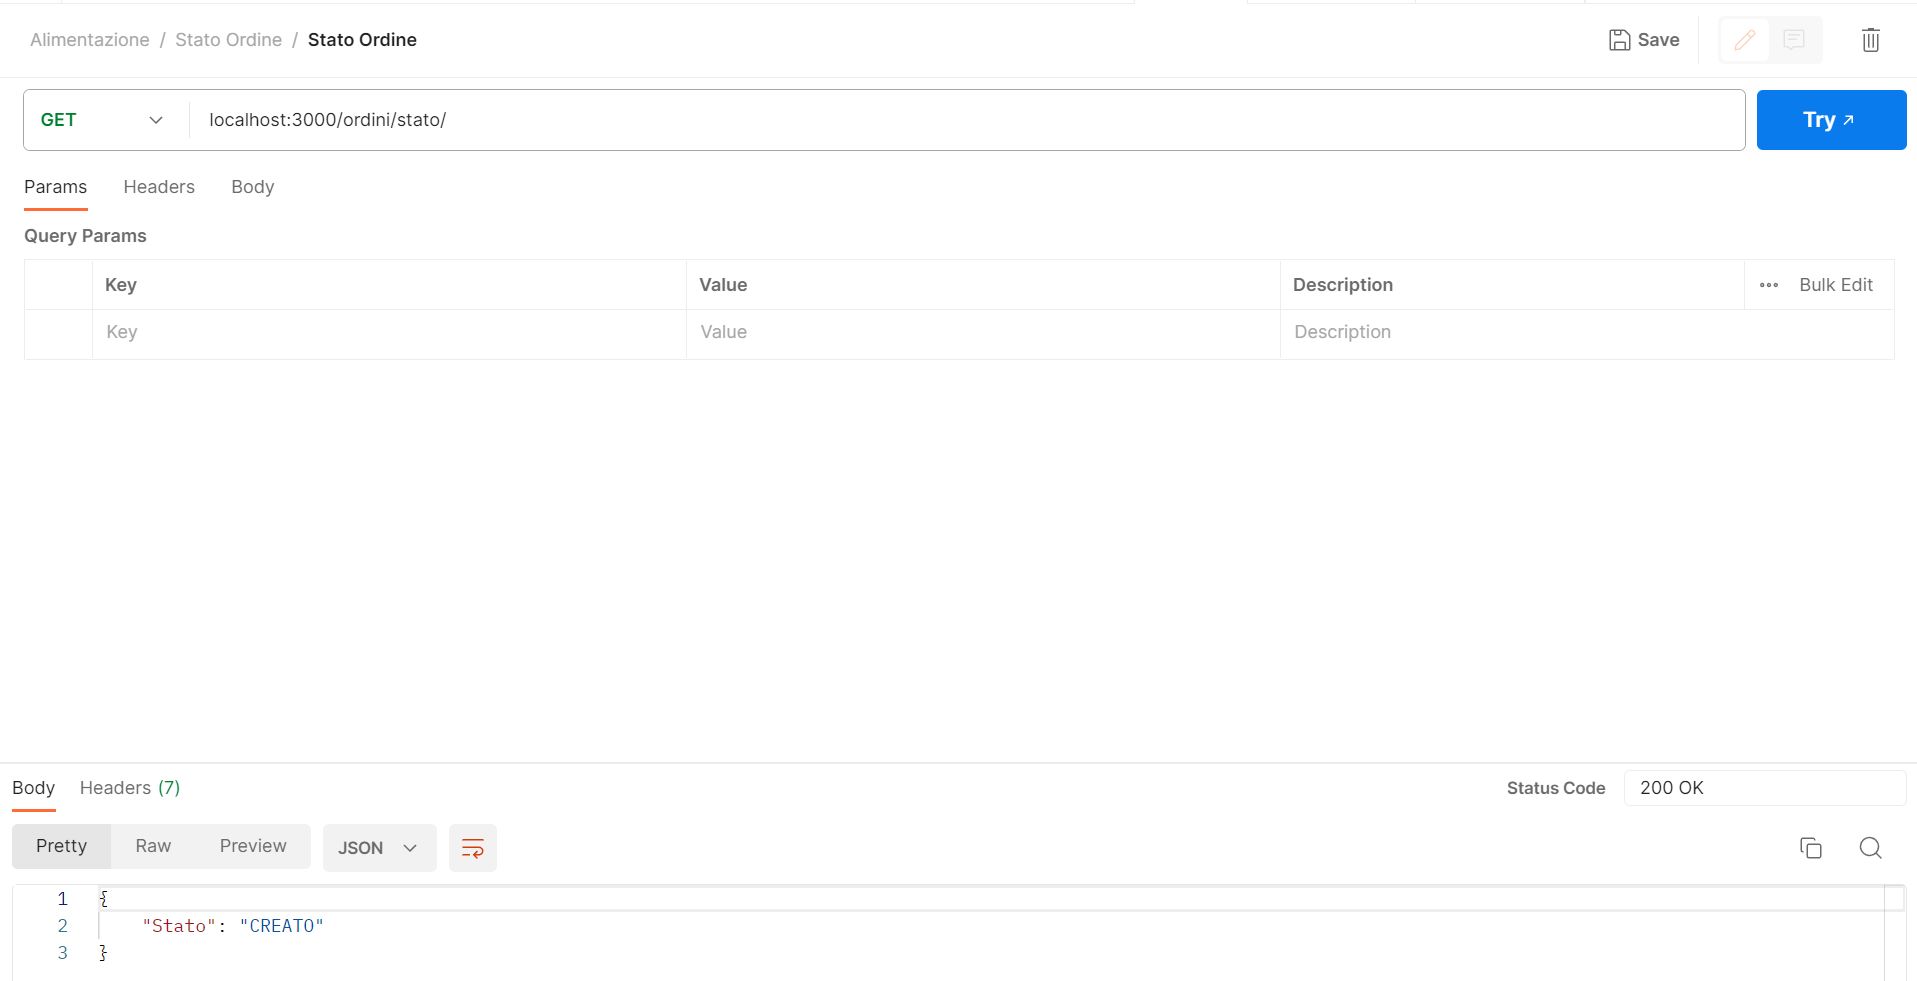 Alimentazione / Stato Ordine / Stato Ordine Save
GET localhost:3000/ordini/stato/ Try
Params Headers Body
Query Params
Key Value Description Bulk Edit
Key Value Description
Body Headers (7) Status Code 200 OK
Pretty Raw Preview JSON
1 {
2 "Stato": "CREATO"
3 }